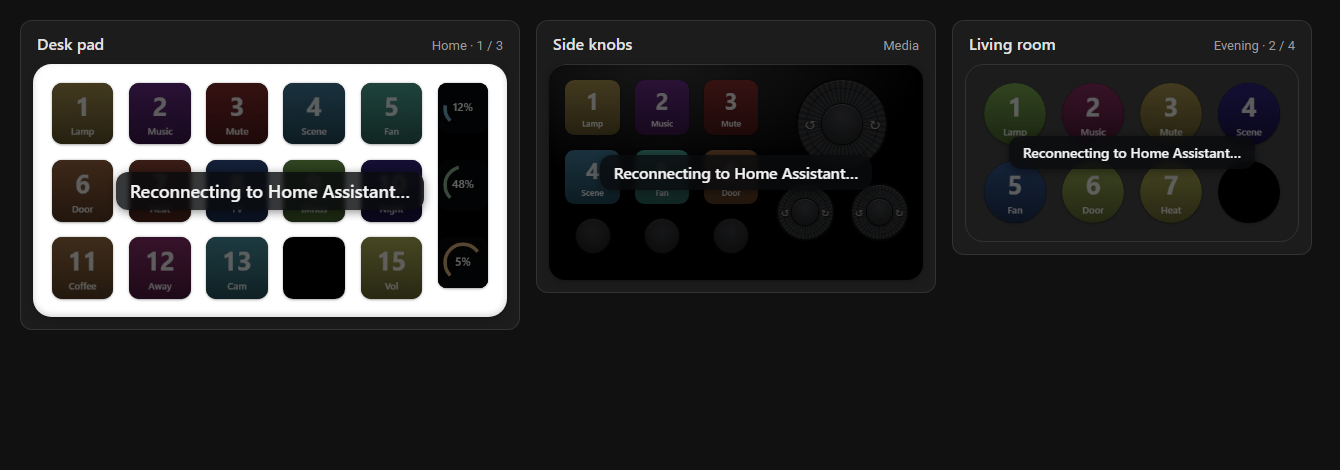 Desk pad
Home · 1 / 3
1
Lamp
2
Music
3
Mute
4
Scene
5
Fan
12%
6
Door
Reconnecting to Home Assistant...
48%
11
Coffee
12
Away
13
Cam
15
Vol
5%
Side knobs
Media
1
Lamp
2
Music
3
Mute
4
Scene
Reconnecting to Home Assistant...
Fan
Door
Living room
Evening · 2 / 4
1
Lamp
2
Music
3
Mute
4
Scene
Reconnecting to Home Assistant...
5
Fan
6
Door
7
Heat